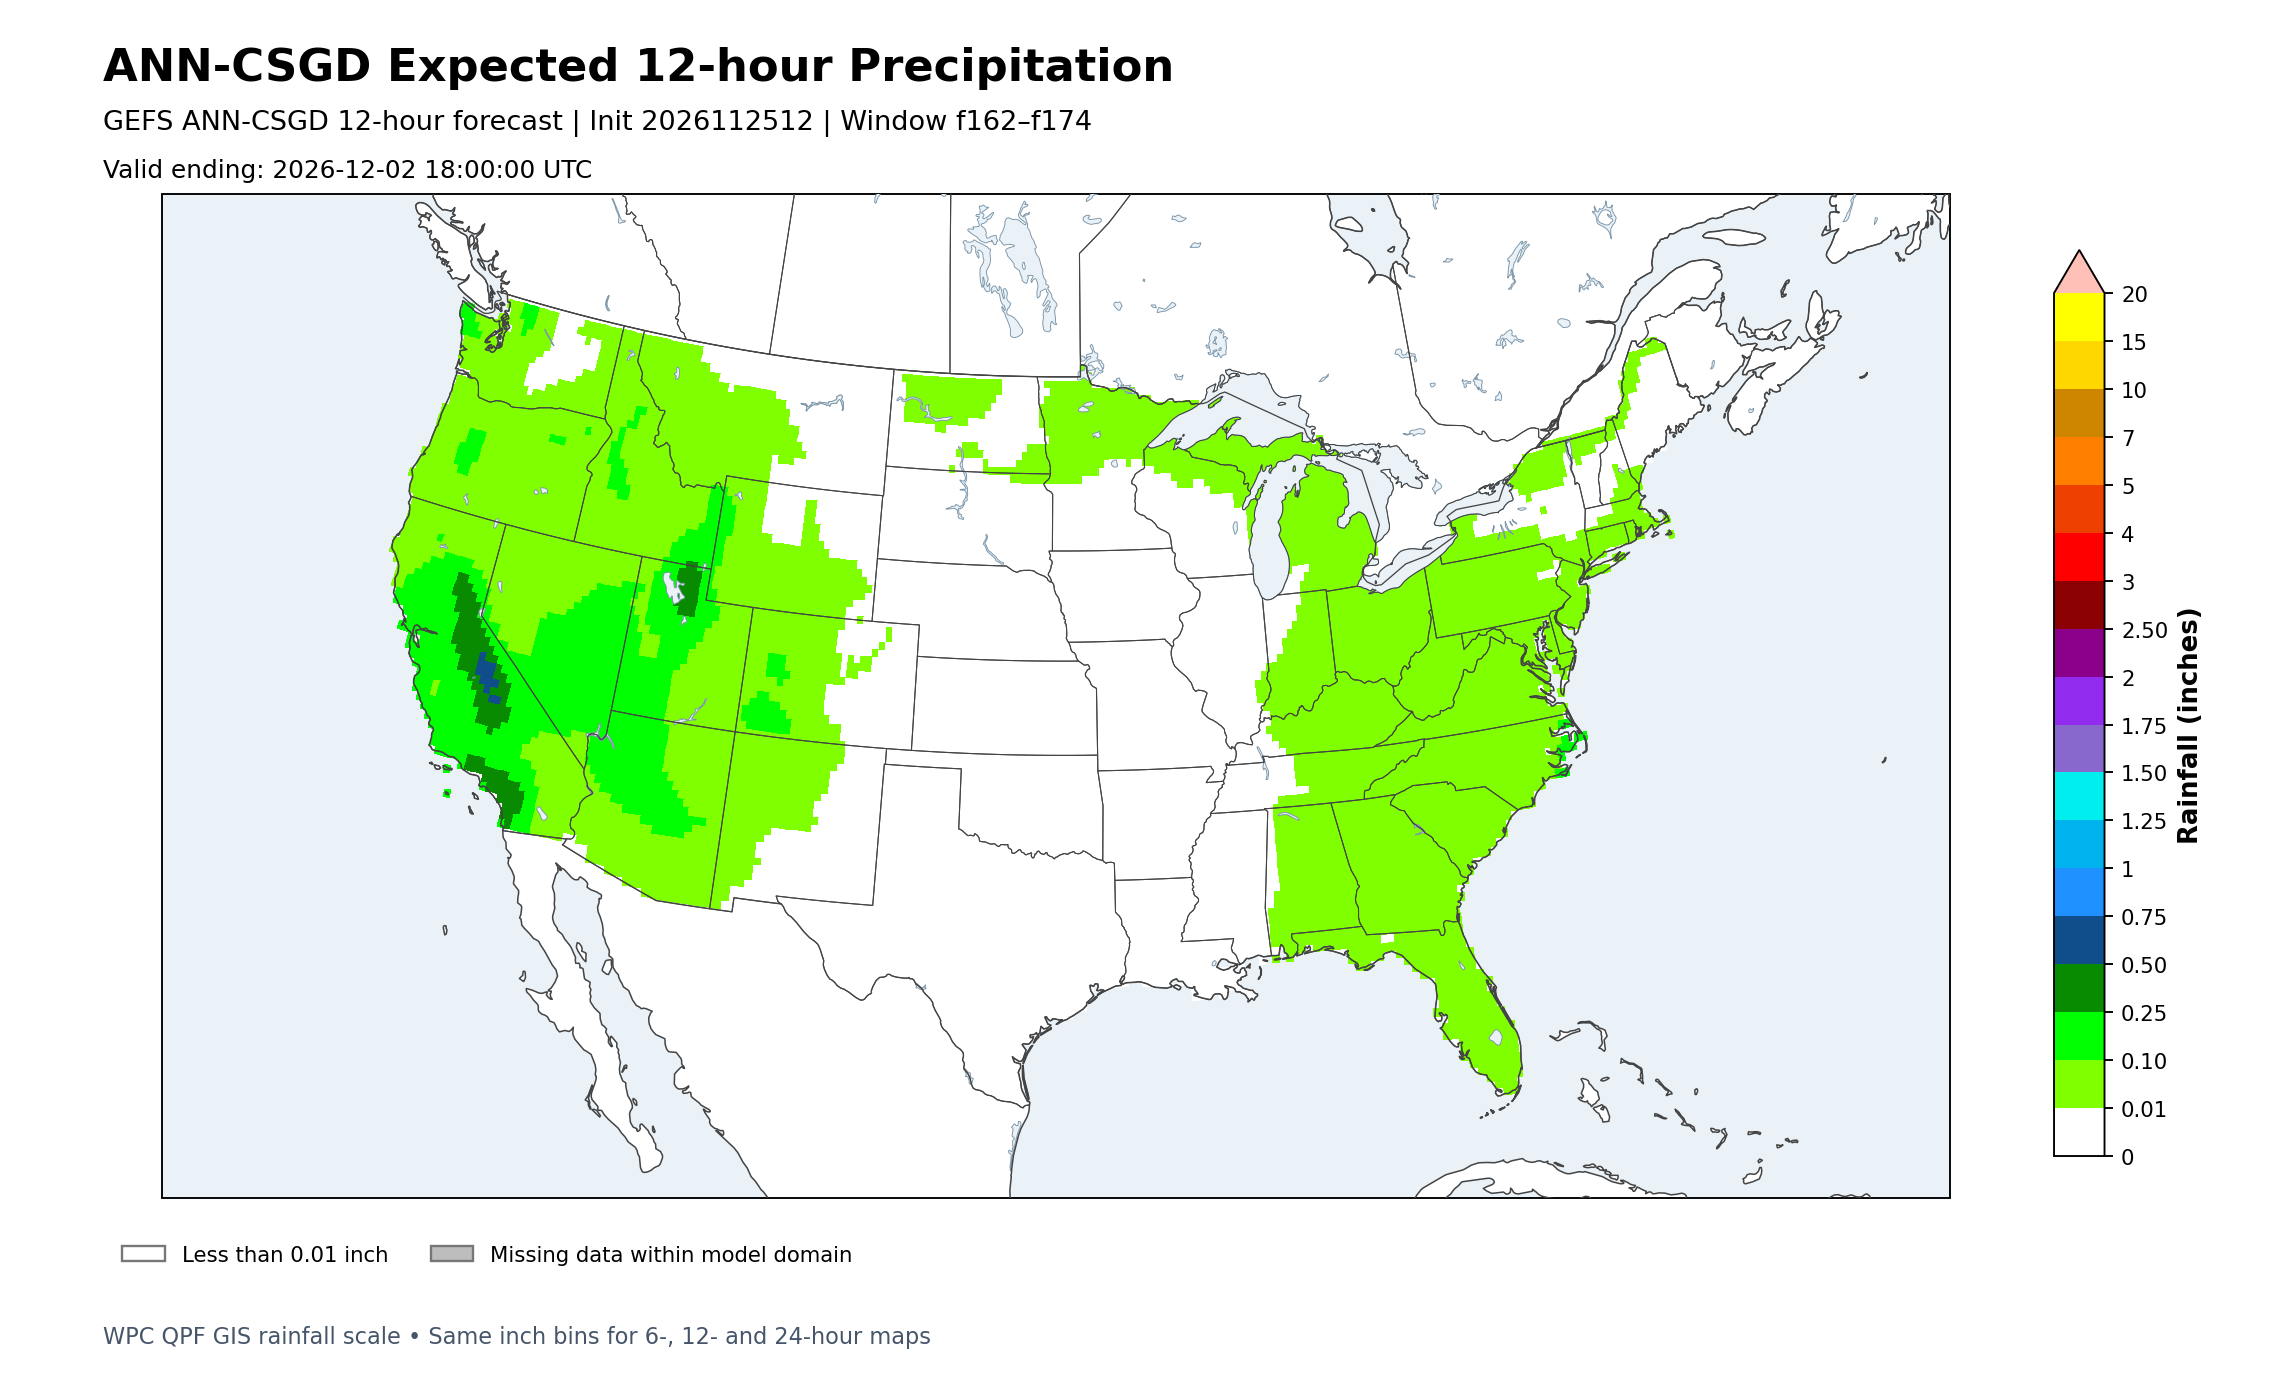 ANN-CSGD Expected 12-hour Precipitation
GEFS ANN-CSGD 12-hour forecast | Init 2026112512 | Window f162–f174
Valid ending: 2026-12-02 18:00:00 UTC
20
15
10
7
5
4
3
2.50
2
1.75
1.50
1.25
1
0.75
0.50
0.25
0.10
0.01
0
Rainfall (inches)
Less than 0.01 inch
Missing data within model domain
WPC QPF GIS rainfall scale • Same inch bins for 6-, 12- and 24-hour maps